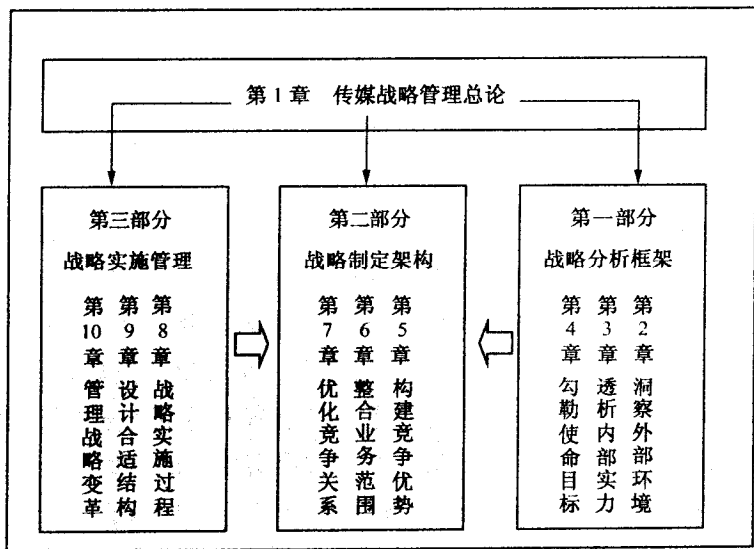 第1章 传媒战略管理总论
第三部分
战略实施管理
第8章 战略实施过程
第9章 设计合适结构
第10章 管理战略变革
第二部分
战略制定架构
第5章 构建竞争优势
第6章 整合业务范围
第7章 优化竞争关系
第一部分
战略分析框架
第2章 洞察外部环境
第3章 透析内部实力
第4章 勾勒使命目标